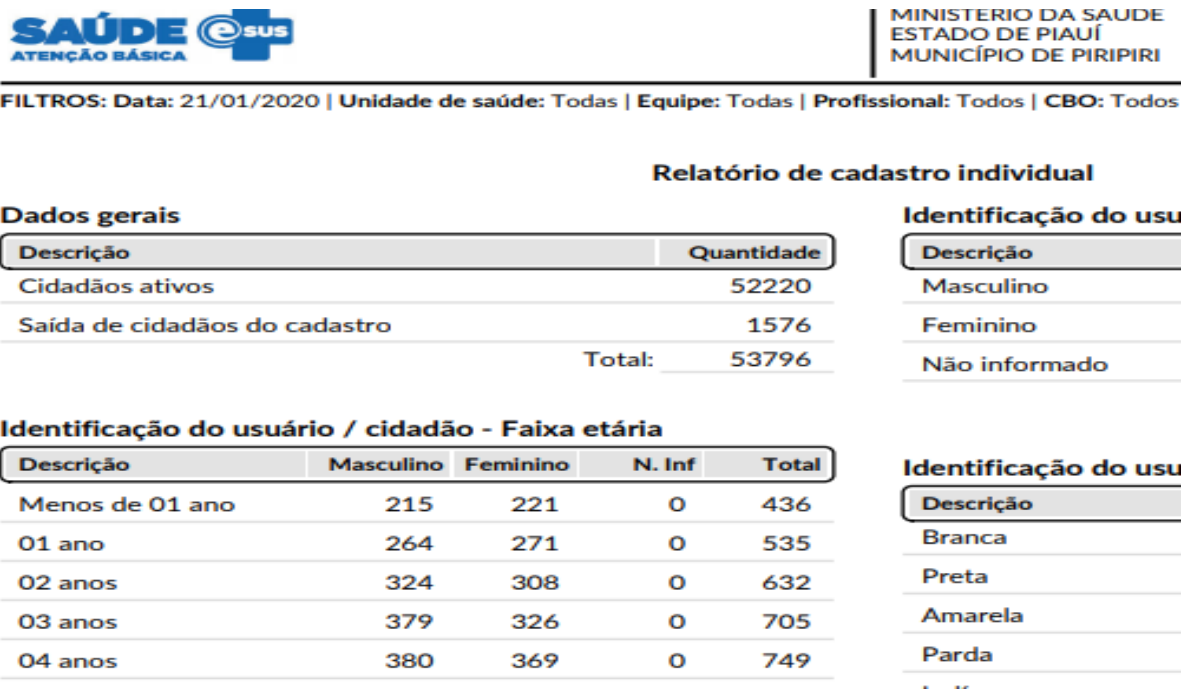 SAÚDE e sus
ATENÇÃO BÁSICA
MINISTÉRIO DA SAÚDE
ESTADO DE PIAUÍ
MUNICÍPIO DE PIRIPIRI
FILTROS: Data: 21/01/2020 | Unidade de saúde: Todas | Equipe: Todas | Profissional: Todos | CBO: Todos
Relatório de cadastro individual
Dados gerais
Descrição Quantidade
Cidadãos ativos 52220
Saída de cidadãos do cadastro 1576
Total: 53796
Identificação do usu
Descrição
Masculino
Feminino
Não informado
Identificação do usuário / cidadão - Faixa etária
Descrição Masculino Feminino N. Inf Total
Menos de 01 ano 215 221 0 436
01 ano 264 271 0 535
02 anos 324 308 0 632
03 anos 379 326 0 705
04 anos 380 369 0 749
Identificação do usu
Descrição
Branca
Preta
Amarela
Parda